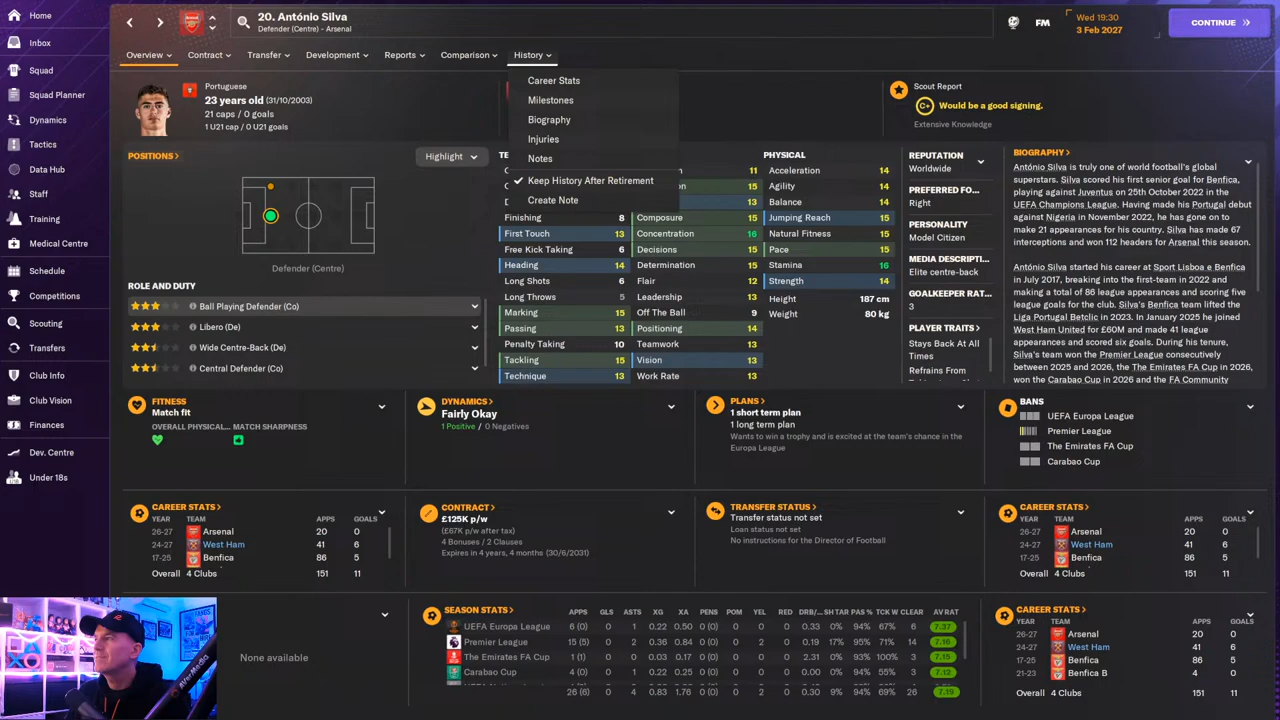 Home
Inbox
Squad
Squad Planner
Dynamics
Tactics
Data Hub
Staff
Training
Medical Centre
Schedule
Competitions
Scouting
Transfers
Club Info
Club Vision
Finances
Dev. Centre
Under 18s
20. António Silva
Defender (Centre) - Arsenal
FM
Wed 19:30
3 Feb 2027
CONTINUE
Overview
Contract
Transfer
Development
Reports
Comparison
History
Career Stats
Milestones
Biography
Injuries
Notes
Keep History After Retirement
Create Note
Portuguese
23 years old (31/10/2003)
21 caps / 0 goals
1 U21 cap / 0 U21 goals
Scout Report
C+ Would be a good signing.
Extensive Knowledge
POSITIONS
Highlight
Defender (Centre)
ROLE AND DUTY
Ball Playing Defender (Co)
Libero (De)
Wide Centre-Back (De)
Central Defender (Co)
TE
Finishing 8
First Touch 13
Free Kick Taking 6
Heading 14
Long Shots 6
Long Throws 5
Marking 15
Passing 13
Penalty Taking 10
Tackling 15
Technique 13
11
15
13
Composure 15
Concentration 16
Decisions 15
Determination 15
Flair 12
Leadership 13
Off The Ball 9
Positioning 14
Teamwork 13
Vision 13
Work Rate 13
PHYSICAL
Acceleration 14
Agility 14
Balance 14
Jumping Reach 15
Natural Fitness 15
Pace 15
Stamina 16
Strength 14
Height 187 cm
Weight 80 kg
REPUTATION
Worldwide
PREFERRED FO...
Right
PERSONALITY
Model Citizen
MEDIA DESCRIPTI...
Elite centre-back
GOALKEEPER RAT...
3
PLAYER TRAITS
Stays Back At All
Times
Refrains From
BIOGRAPHY
António Silva is truly one of world football's global
superstars. Silva scored his first senior goal for Benfica,
playing against Juventus on 25th October 2022 in the
UEFA Champions League. Having made his Portugal debut
against Nigeria in November 2022, he has gone on to
make 21 appearances for his country. Silva has made 67
interceptions and won 112 headers for Arsenal this season.
António Silva started his career at Sport Lisboa e Benfica
in July 2017, breaking into the first-team in 2022 and
making a total of 86 league appearances and scoring five
league goals for the club. Silva's Benfica team lifted the
Liga Portugal Betclic in 2023. In January 2025 he joined
West Ham United for £60M and made 41 league
appearances and scored six goals. During his tenure,
Silva's team won the Premier League consecutively
between 2025 and 2026, the The Emirates FA Cup in 2026,
won the Carabao Cup in 2026 and the FA Community
FITNESS
Match fit
OVERALL PHYSICAL... MATCH SHARPNESS
DYNAMICS
Fairly Okay
1 Positive / 0 Negatives
PLANS
1 short term plan
1 long term plan
Wants to win a trophy and is excited at the team's chance in the
Europa League
BANS
UEFA Europa League
Premier League
The Emirates FA Cup
Carabao Cup
CAREER STATS
YEAR TEAM APPS GOALS
26-27 Arsenal 20 0
24-27 West Ham 41 6
17-25 Benfica 86 5
Overall 4 Clubs 151 11
CONTRACT
£125K p/w
(£67K p/w after tax)
4 Bonuses / 2 Clauses
Expires in 4 years, 4 months (30/6/2031)
TRANSFER STATUS
Transfer status not set
Loan status not set
No instructions for the Director of Football
CAREER STATS
YEAR TEAM APPS GOALS
26-27 Arsenal 20 0
24-27 West Ham 41 6
17-25 Benfica 86 5
Overall 4 Clubs 151 11
None available
SEASON STATS APPS GLS ASTS XG XA PENS POM YEL RED DRB/... SH TAR PAS % TCK W CLEAR AV RAT
UEFA Europa League 6 (0) 0 1 0.22 0.50 0 (0) 0 0 0 0.33 0% 94% 67% 6 7.37
Premier League 15 (5) 0 2 0.36 0.84 0 (0) 0 2 0 0.19 17% 95% 71% 14 7.16
The Emirates FA Cup 1 (1) 0 0 0.03 0.17 0 (0) 0 0 0 2.31 0% 93% 100% 3 7.15
Carabao Cup 4 (0) 0 1 0.22 0.25 0 (0) 0 0 0 0.00 0% 94% 55% 3 7.12
26 (6) 0 4 0.83 1.76 0 (0) 0 2 0 0.30 9% 94% 69% 26 7.19
CAREER STATS
YEAR TEAM APPS GOALS
26-27 Arsenal 20 0
24-27 West Ham 41 6
17-25 Benfica 86 5
21-23 Benfica B 4 0
Overall 4 Clubs 151 11
AVerMedia